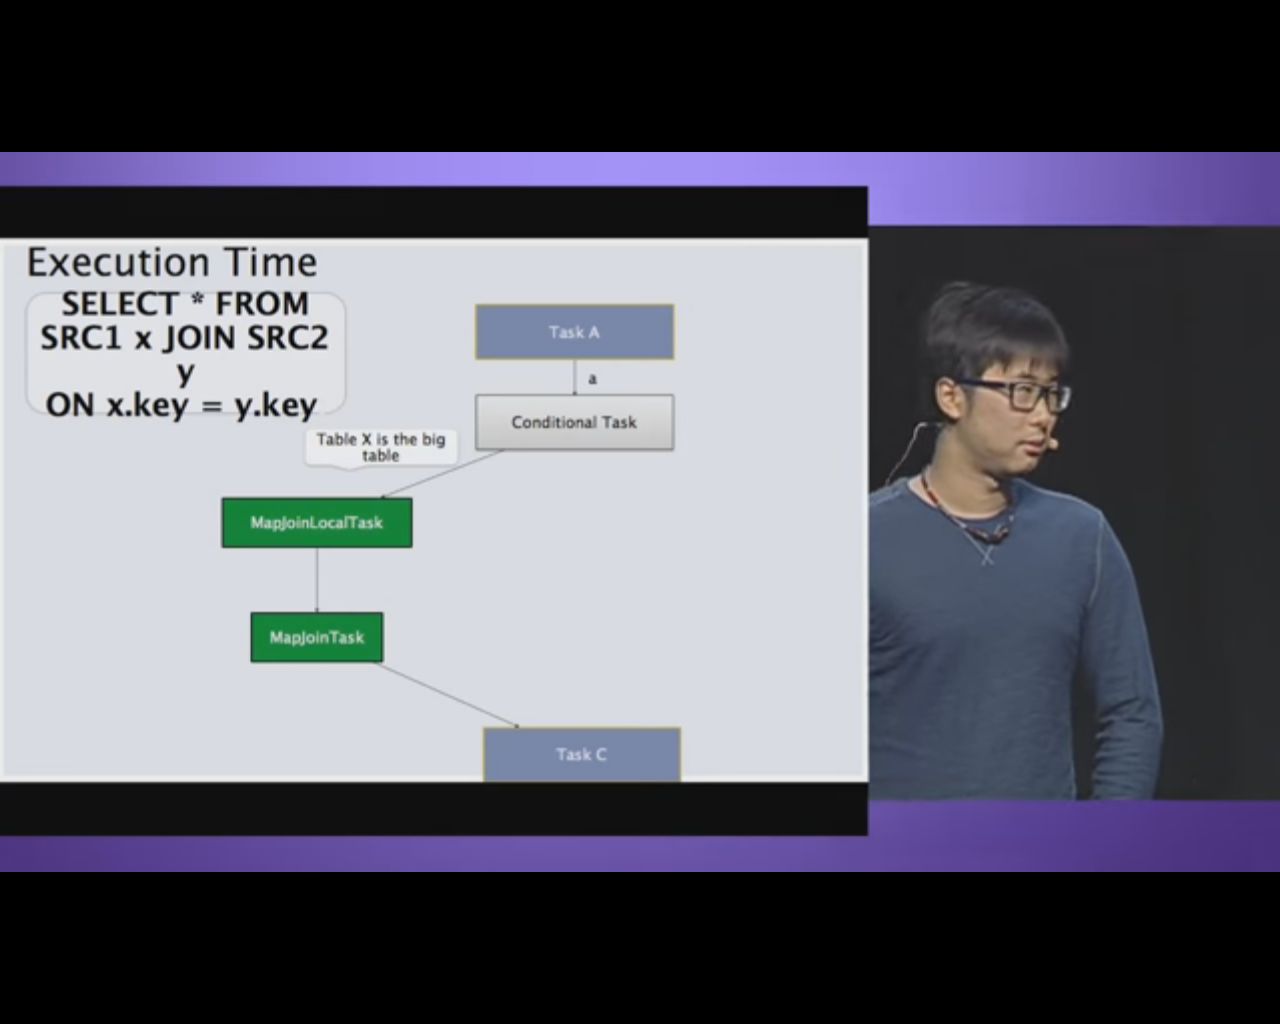 Execution Time
SELECT * FROM
SRC1 x JOIN SRC2
y
ON x.key = y.key
Task A
a
Conditional Task
Table X is the big
table
MapJoinLocalTask
MapJoinTask
Task C